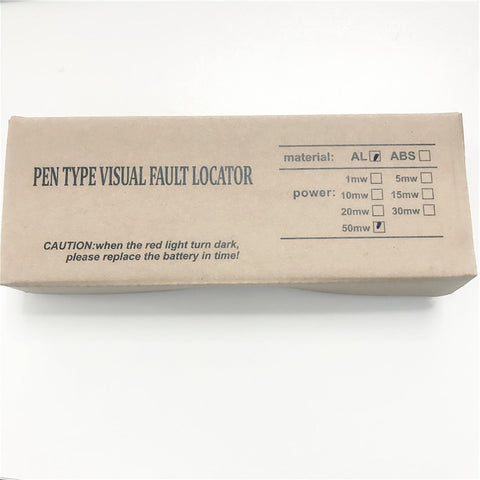 PEN TYPE VISUAL FAULT LOCATOR
CAUTION:when the red light turn dark,
please replace the battery in time!
material: AL ABS
power: 1mw 5mw
10mw 15mw
20mw 30mw
50mw